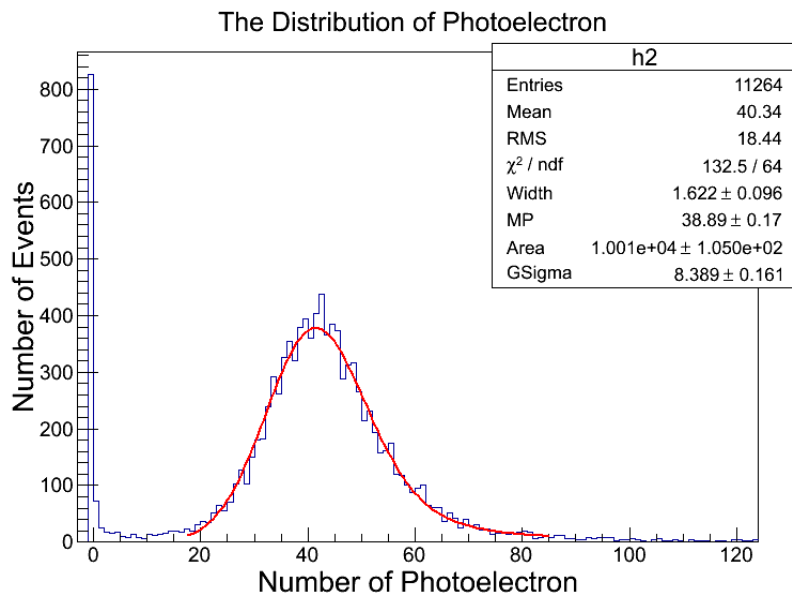 The Distribution of Photoelectron
h2
Entries 11264
Mean 40.34
RMS 18.44
χ² / ndf 132.5 / 64
Width 1.622 ± 0.096
MP 38.89 ± 0.17
Area 1.001e+04 ± 1.050e+02
GSigma 8.389 ± 0.161
Number of Events
800
700
600
500
400
300
200
100
0
0 20 40 60 80 100 120
Number of Photoelectron